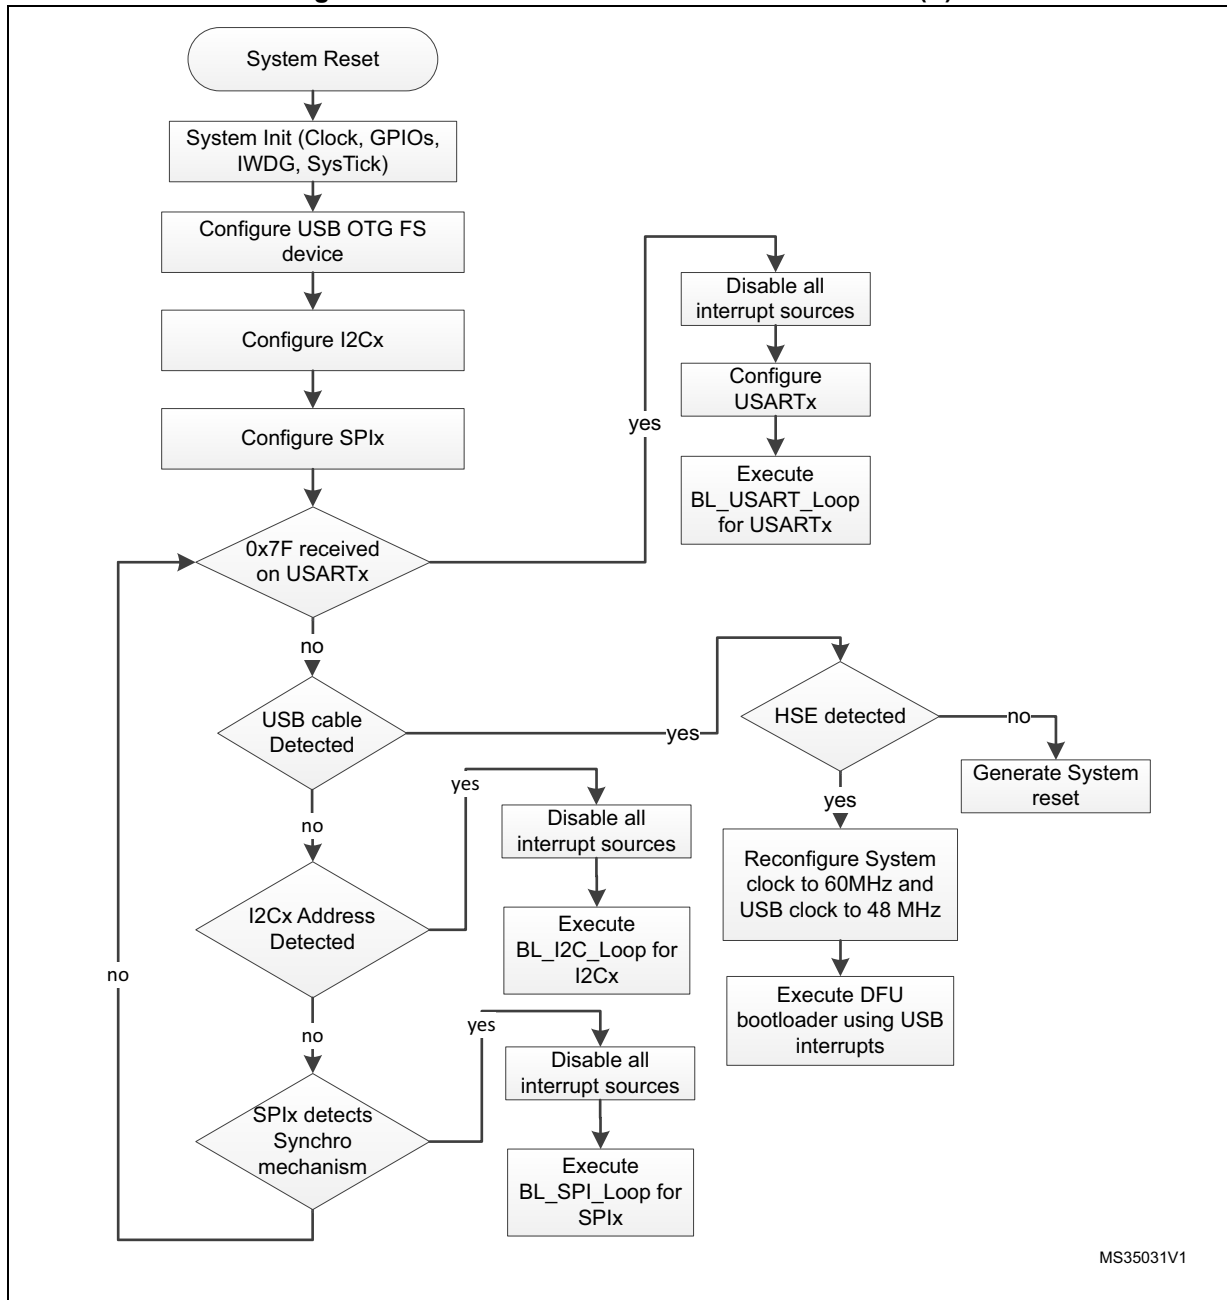 System Reset
System Init (Clock, GPIOs,
IWDG, SysTick)
Configure USB OTG FS
device
Configure I2Cx
Configure SPIx
0x7F received
on USARTx
yes
Disable all
interrupt sources
Configure
USARTx
Execute
BL_USART_Loop
for USARTx
no
USB cable
Detected
yes
HSE detected
no
Generate System
reset
yes
Reconfigure System
clock to 60MHz and
USB clock to 48 MHz
Execute DFU
bootloader using USB
interrupts
no
I2Cx Address
Detected
yes
Disable all
interrupt sources
Execute
BL_I2C_Loop for
I2Cx
no
SPIx detects
Synchro
mechanism
yes
Disable all
interrupt sources
Execute
BL_SPI_Loop for
SPIx
no
MS35031V1